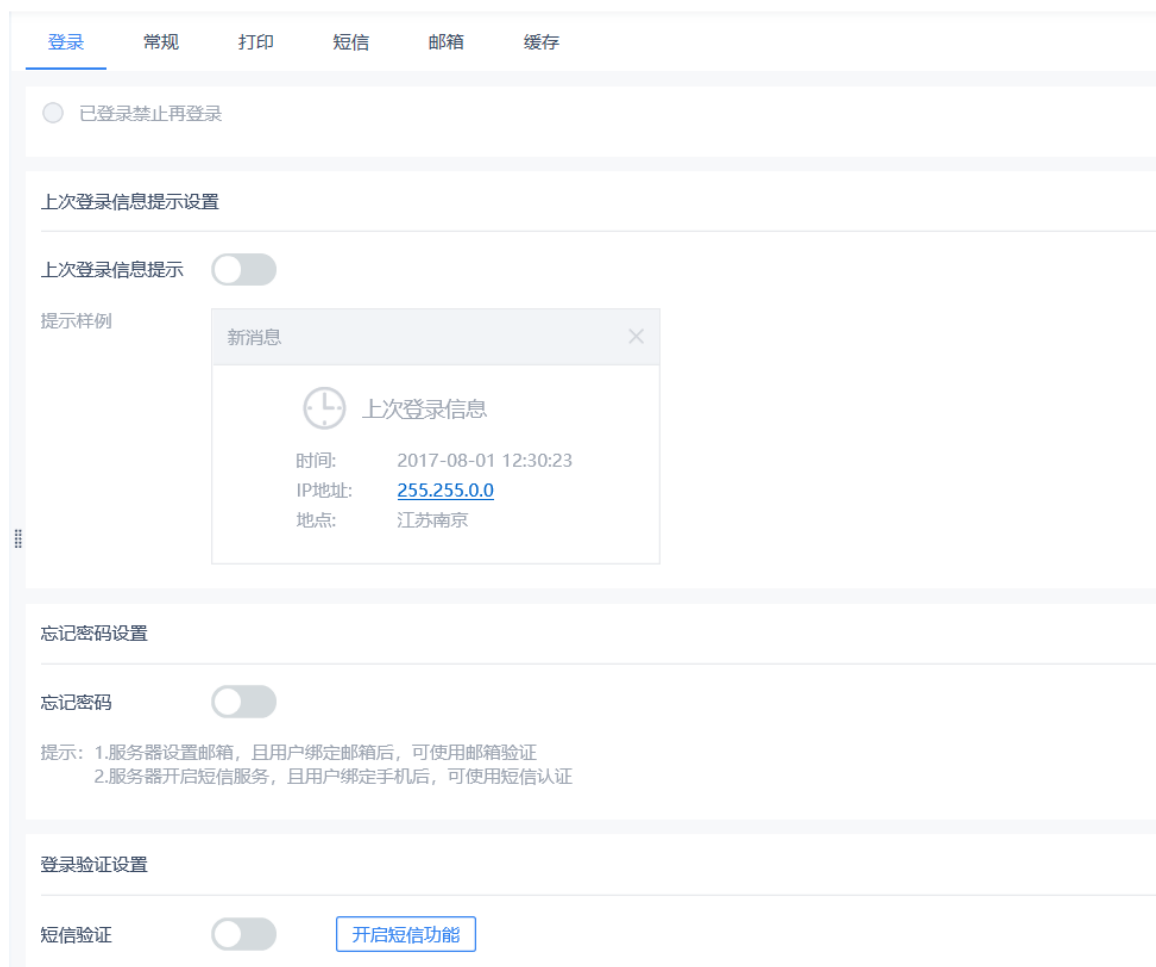 登录 常规 打印 短信 邮箱 缓存
已登录禁止再登录
上次登录信息提示设置
上次登录信息提示
提示样例
新消息
上次登录信息
时间: 2017-08-01 12:30:23
IP地址: 255.255.0.0
地点: 江苏南京
忘记密码设置
忘记密码
提示：1.服务器设置邮箱，且用户绑定邮箱后，可使用邮箱验证
2.服务器开启短信服务，且用户绑定手机后，可使用短信认证
登录验证设置
短信验证 开启短信功能